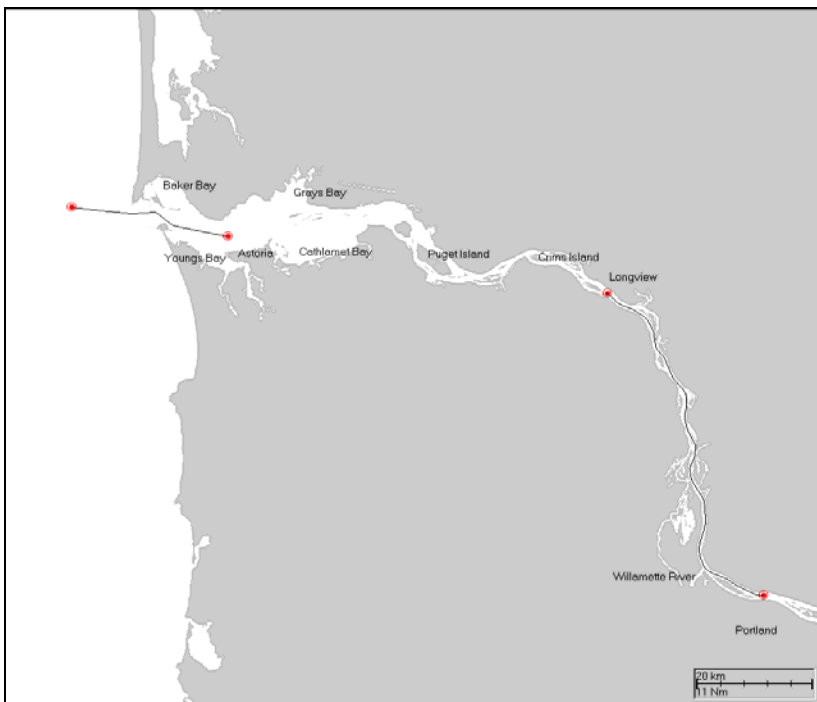 Baker Bay
Grays Bay
Youngs Bay
Astoria
Cathlamet Bay
Puget Island
Crims Island
Longview
Willamette River
Portland
20 km
11 Nm